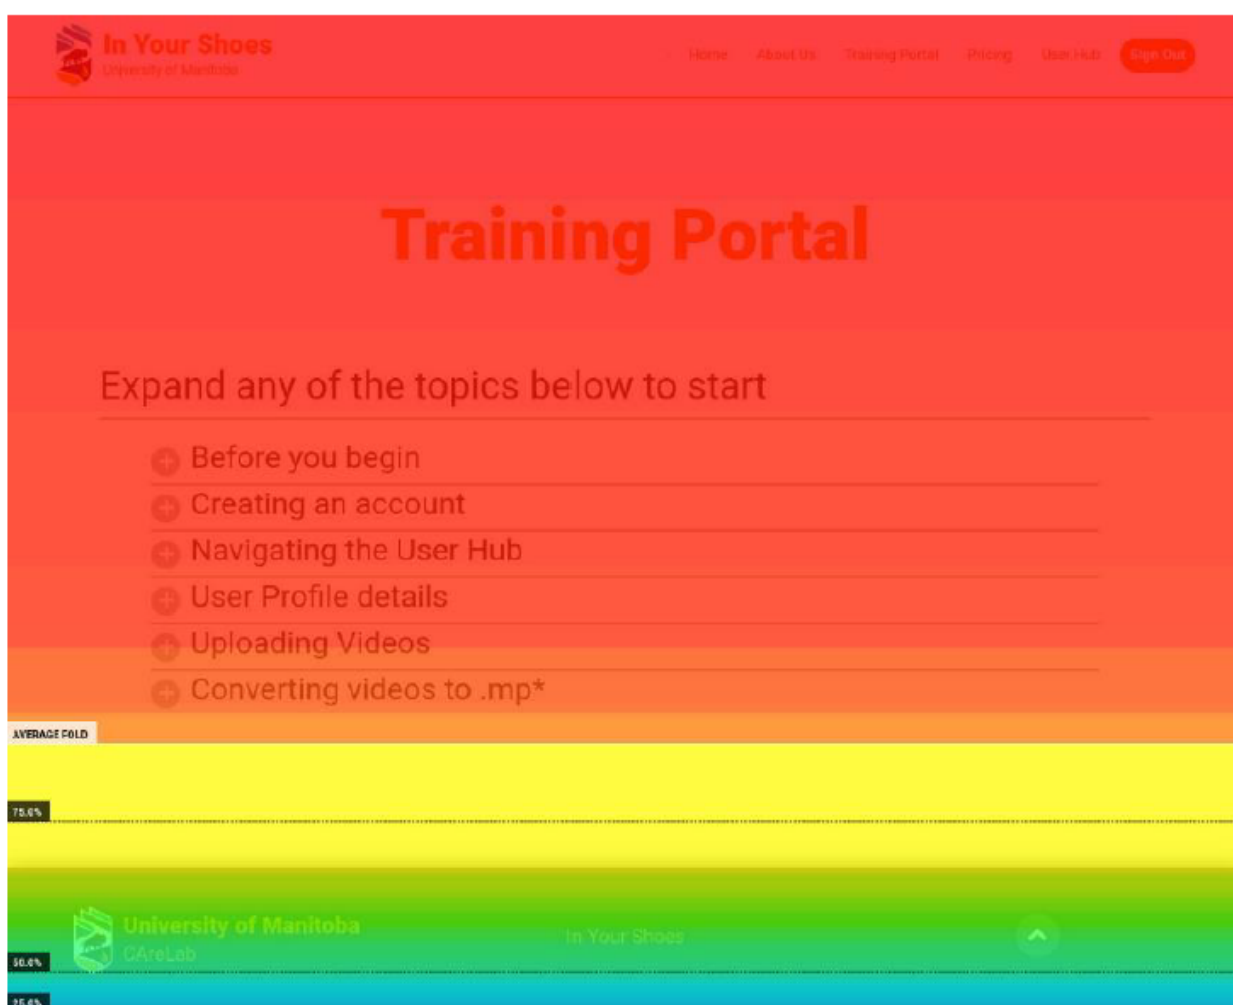 In Your Shoes
University of Manitoba
Home About Us Training Portal Pricing User Hub Sign Out
Training Portal
Expand any of the topics below to start
Before you begin
Creating an account
Navigating the User Hub
User Profile details
Uploading Videos
Converting videos to .mp*
AVERAGE FOLD
75.0%
University of Manitoba
In Your Shoes
CAreLab
50.0%
25.0%